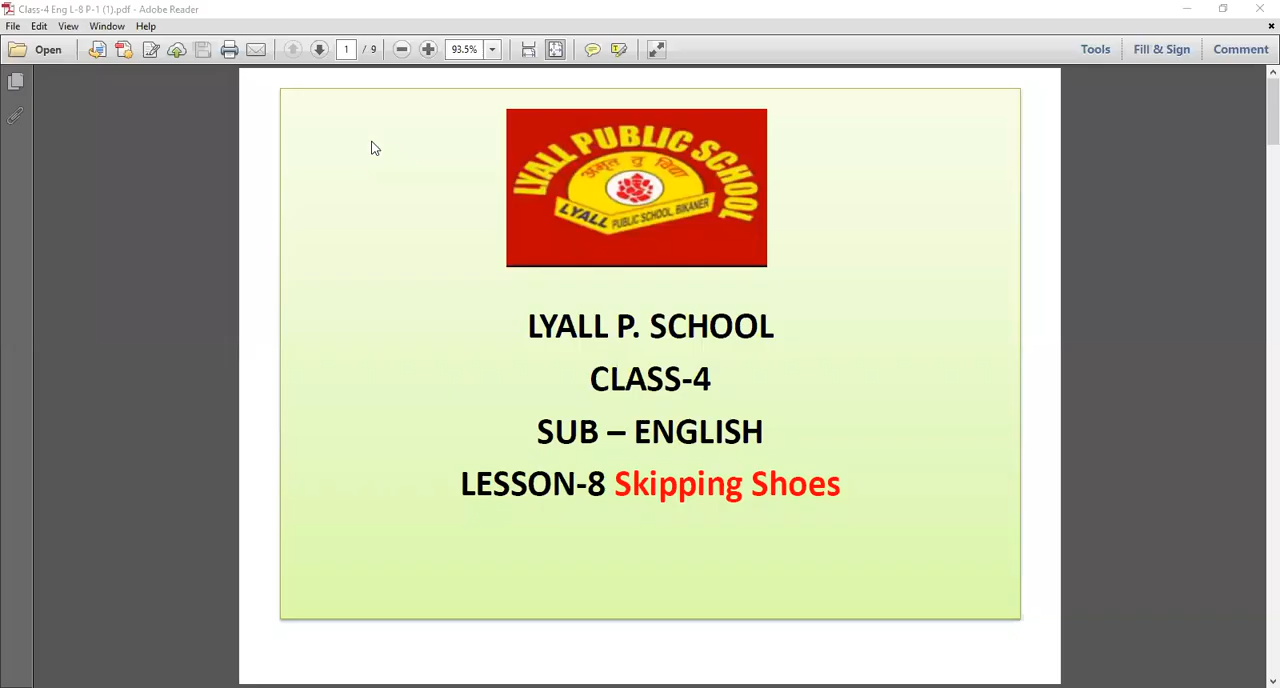 Class-4 Eng L-8 P-1 (1).pdf - Adobe Reader
File Edit View Window Help
Open 1 / 9 93.5% Tools Fill & Sign Comment
LYALL PUBLIC SCHOOL
अमृत तु विद्या
LYALL PUBLIC SCHOOL, BIKANER
LYALL P. SCHOOL
CLASS-4
SUB – ENGLISH
LESSON-8 Skipping Shoes